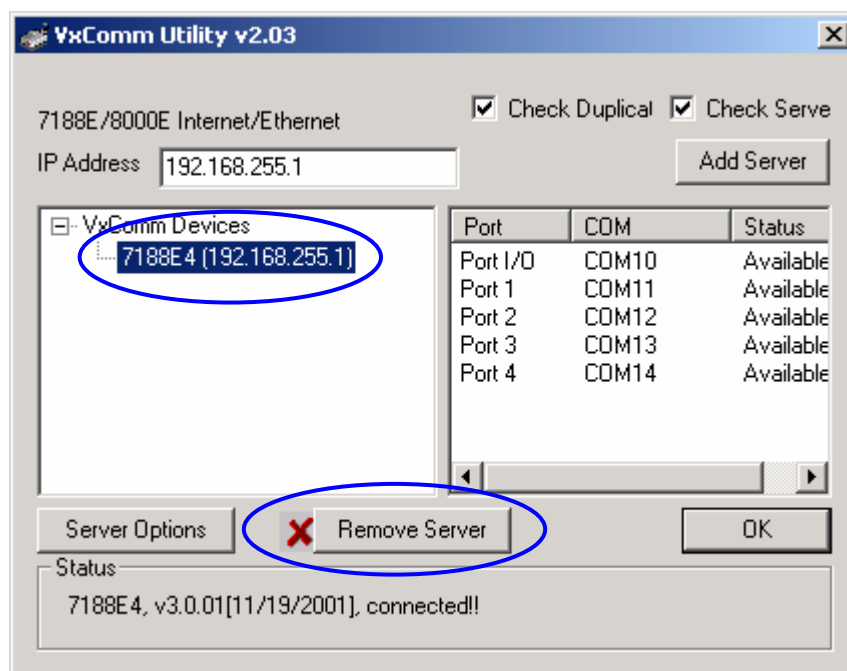 VxComm Utility v2.03
Check Duplicat
Check Serve
7188E/8000E Internet/Ethernet
IP Address
192.168.255.1
Add Server
VxComm Devices
7188E4 (192.168.255.1)
Port COM Status
Port I/O COM10 Available
Port 1 COM11 Available
Port 2 COM12 Available
Port 3 COM13 Available
Port 4 COM14 Available
Server Options
Remove Server
OK
Status
7188E4, v3.0.01[11/19/2001], connected!!